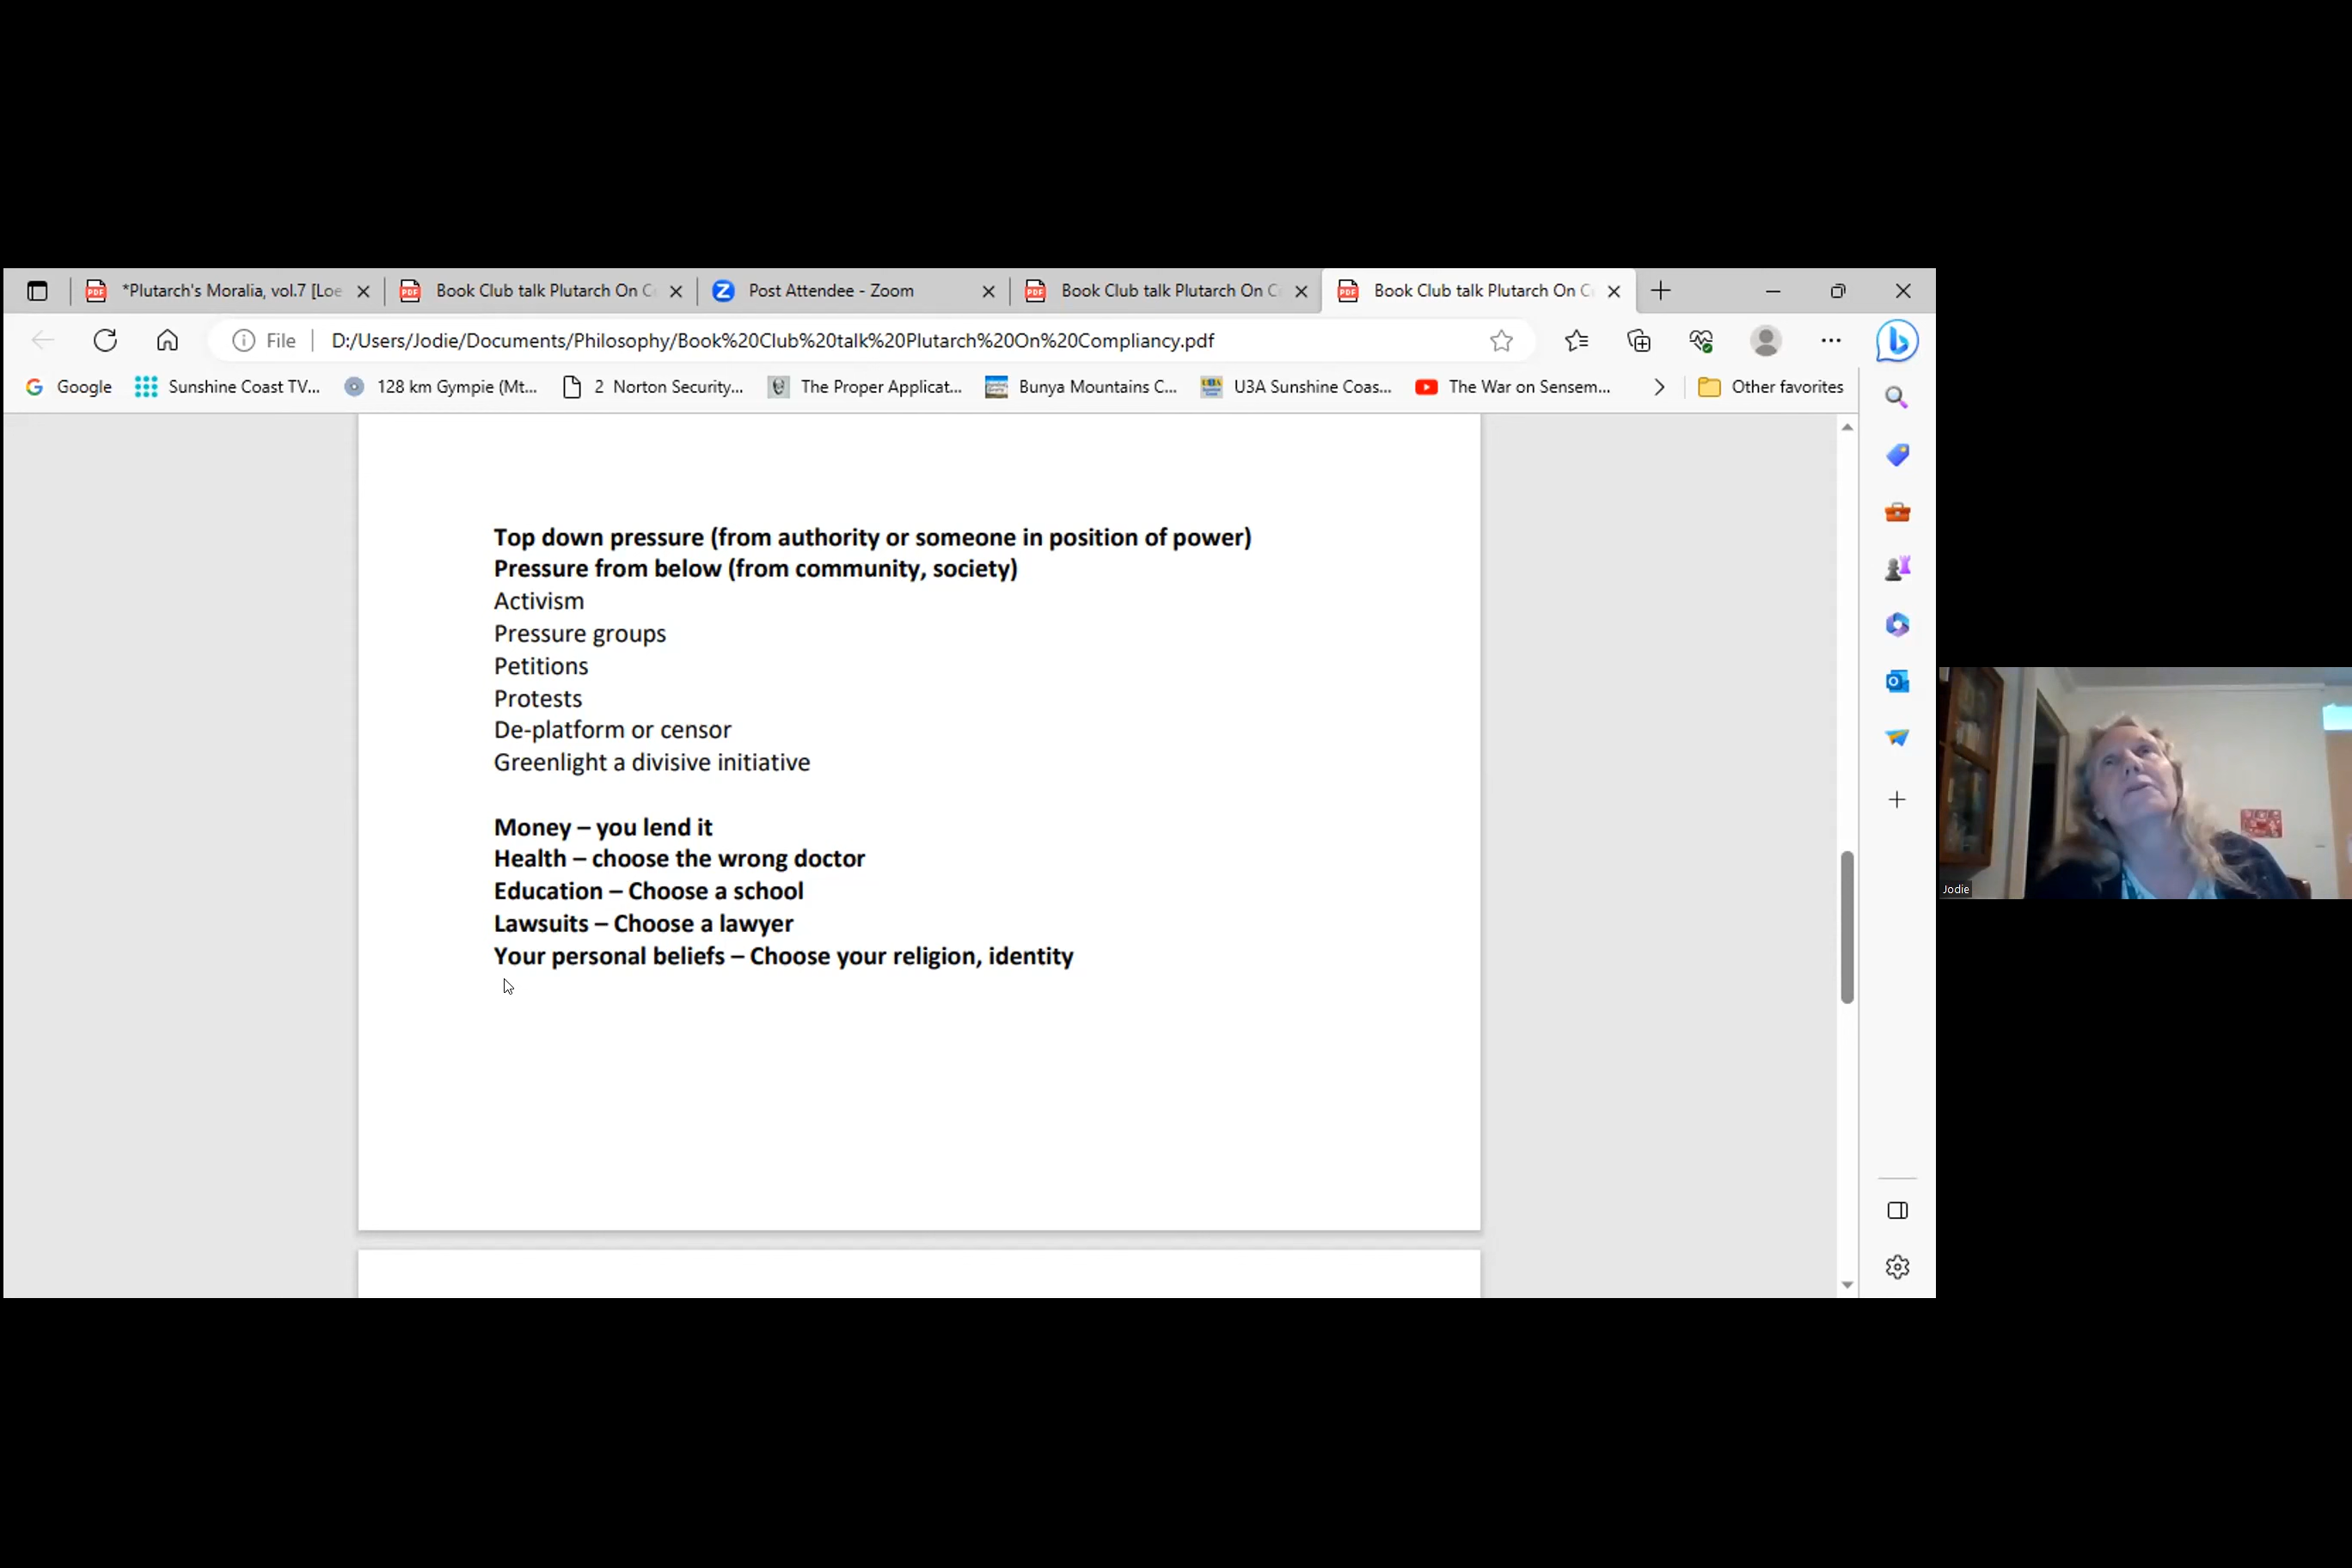 *Plutarch's Moralia, vol.7 [Loe
Book Club talk Plutarch On C
Post Attendee - Zoom
Book Club talk Plutarch On C
Book Club talk Plutarch On C
File
D:/Users/Jodie/Documents/Philosophy/Book%20Club%20talk%20Plutarch%20On%20Compliancy.pdf
Google
Sunshine Coast TV...
128 km Gympie (Mt...
2 Norton Security...
The Proper Applicat...
Bunya Mountains C...
U3A Sunshine Coas...
The War on Sensem...
Other favorites
Top down pressure (from authority or someone in position of power)
Pressure from below (from community, society)
Activism
Pressure groups
Petitions
Protests
De-platform or censor
Greenlight a divisive initiative
Money – you lend it
Health – choose the wrong doctor
Education – Choose a school
Lawsuits – Choose a lawyer
Your personal beliefs – Choose your religion, identity
Jodie